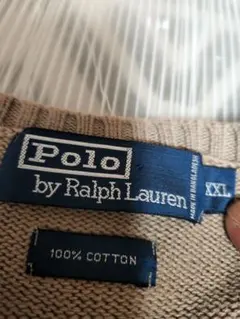 Polo
by Ralph Lauren
MADE IN BANGLADESH
XXL
100% COTTON